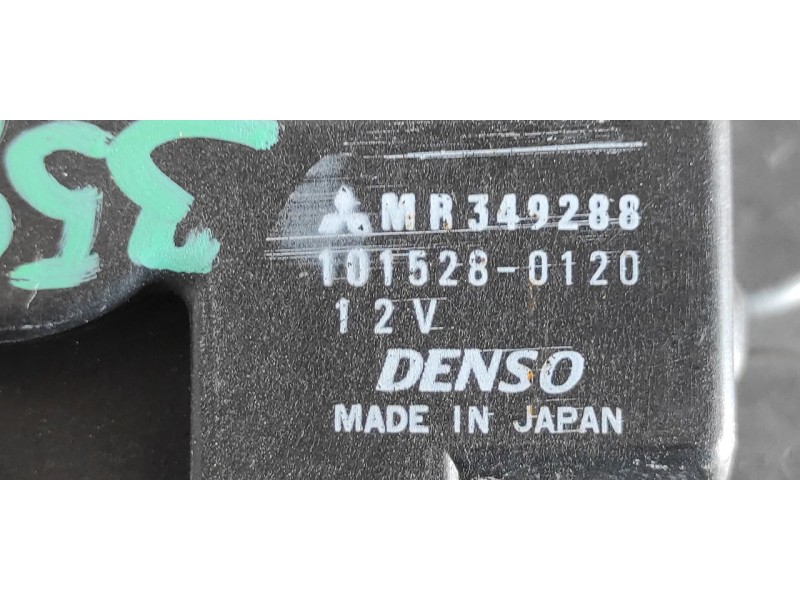 MR349288
101528-0120
12V
DENSO
MADE IN JAPAN